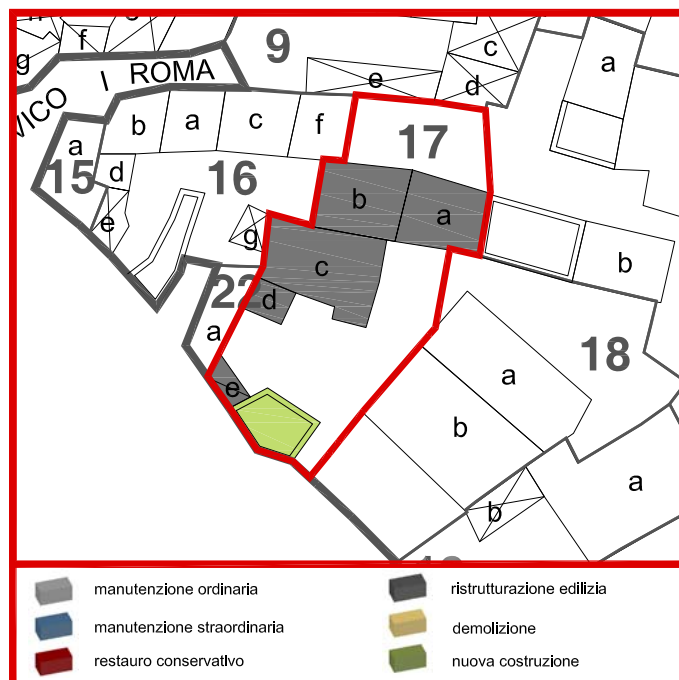 f
g
9
c
e
d
a
VICO I ROMA
b
a
c
f
17
a
15
d
16
b
a
e
g
c
b
22
d
a
18
a
e
b
a
b
manutenzione ordinaria
ristrutturazione edilizia
manutenzione straordinaria
demolizione
restauro conservativo
nuova costruzione